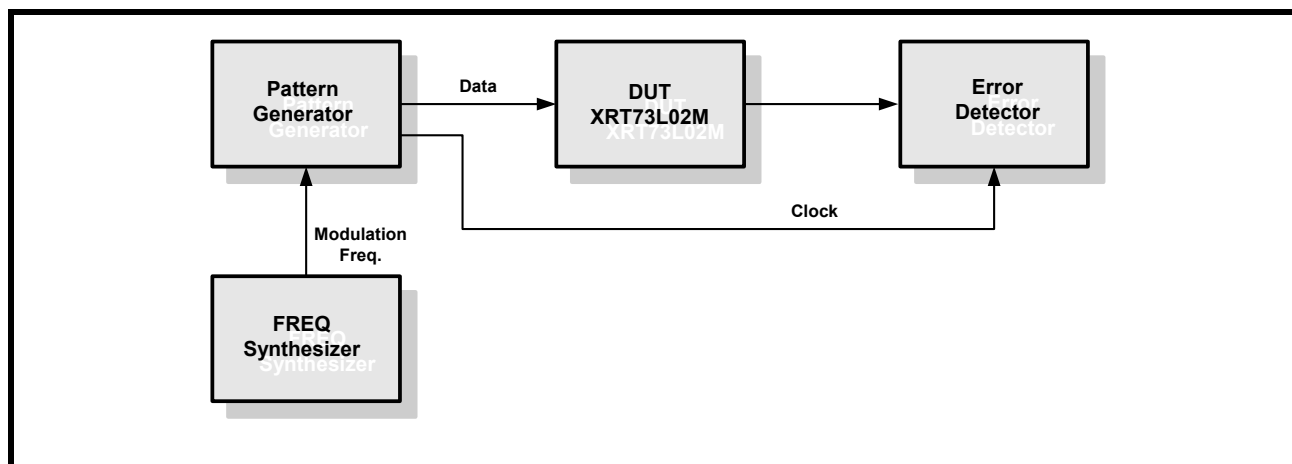 Pattern
Generator
Data
DUT
XRT73L02M
Error
Detector
Clock
Modulation
Freq.
FREQ
Synthesizer